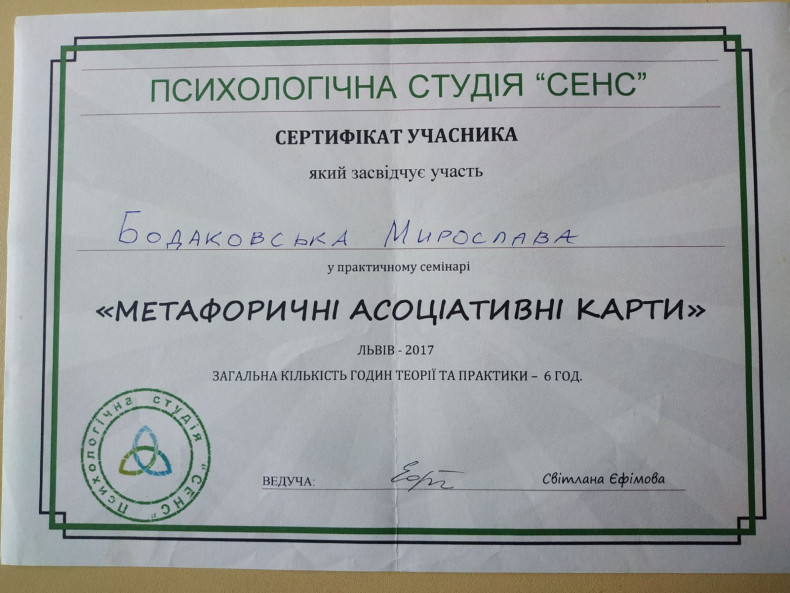 ПСИХОЛОГІЧНА СТУДІЯ “СЕНС”
СЕРТИФІКАТ УЧАСНИКА
який засвідчує участь
БОДАКОВСЬКА МИРОСЛАВА
у практичному семінарі
«МЕТАФОРИЧНІ АСОЦІАТИВНІ КАРТИ»
ЛЬВІВ - 2017
ЗАГАЛЬНА КІЛЬКІСТЬ ГОДИН ТЕОРІЇ ТА ПРАКТИКИ – 6 ГОД.
Психологічна студія "СЕНС"
ВЕДУЧА: Світлана Єфімова